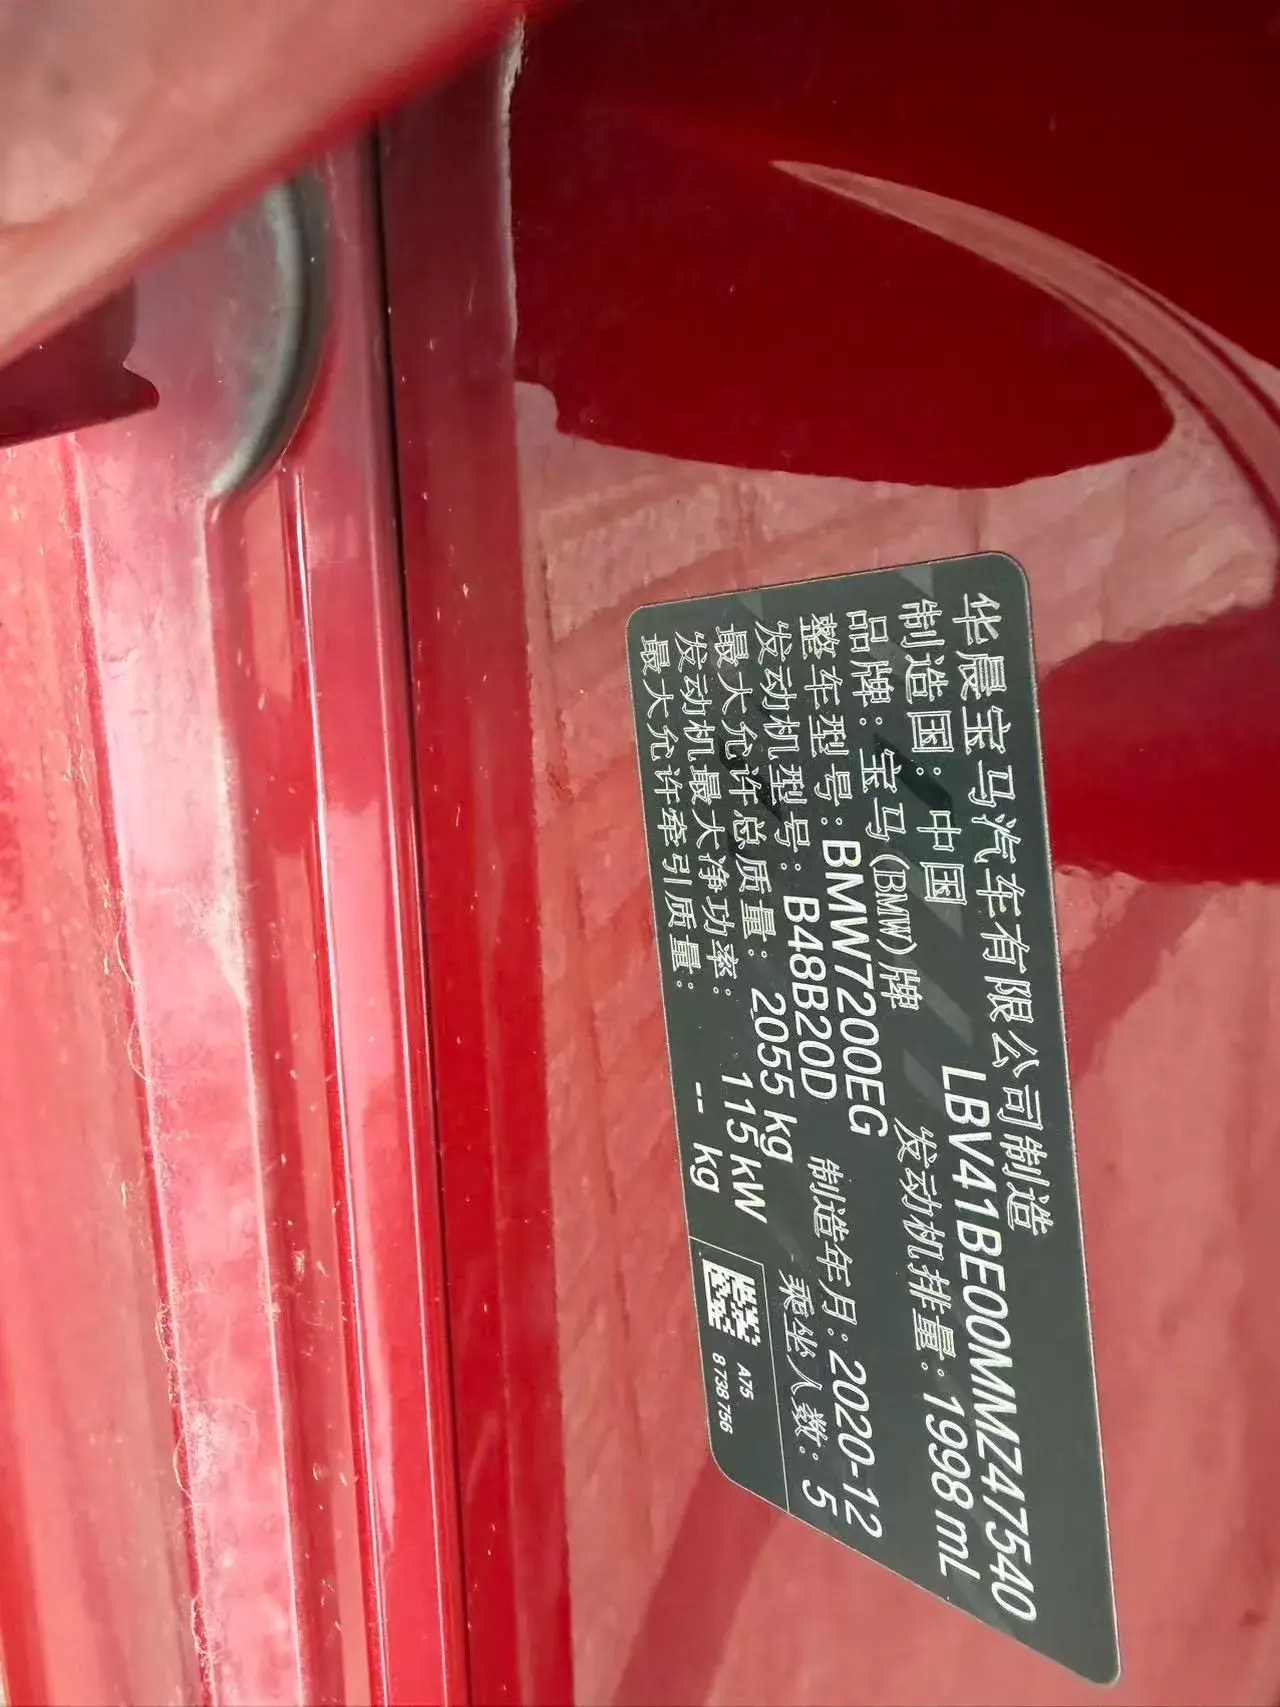 华晨宝马汽车有限公司制造
制造国：中国 LBV41BE00MMZ47540
品牌：宝马(BMW)牌 发动机排量：1998 mL
整车型号：BMW7200EG
发动机型号：B48B20D 制造年月：2020-12
最大允许总质量：2055 kg 乘坐人数：5
发动机最大净功率：115 kW
最大允许牵引质量：-- kg
A75
8 738 756